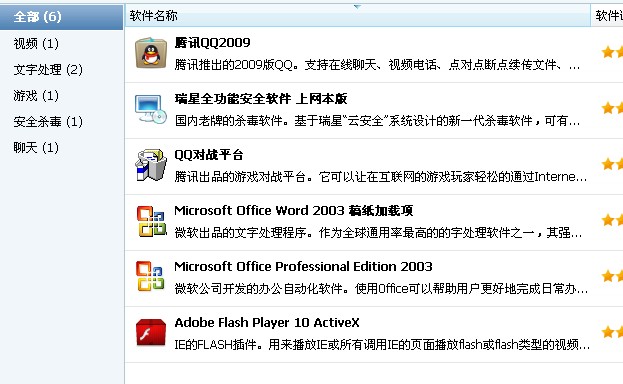 全部 (6)
视频 (1)
文字处理 (2)
游戏 (1)
安全杀毒 (1)
聊天 (1)
软件名称
软件
腾讯QQ2009
腾讯推出的2009版QQ。支持在线聊天、视频电话、点对点断点续传文件、...
瑞星全功能安全软件 上网本版
国内老牌的杀毒软件。基于瑞星“云安全”系统设计的新一代杀毒软件，可有...
QQ对战平台
腾讯出品的游戏对战平台。它可以让在互联网的游戏玩家轻松的通过Interne...
Microsoft Office Word 2003 稿纸加载项
微软出品的文字处理程序。作为全球通用率最高的的字处理软件之一，其强...
Microsoft Office Professional Edition 2003
微软公司开发的办公自动化软件。使用Office可以帮助用户更好地完成日常办...
Adobe Flash Player 10 ActiveX
IE的FLASH插件。用来播放IE或所有调用IE的页面播放flash或flash类型的视频...